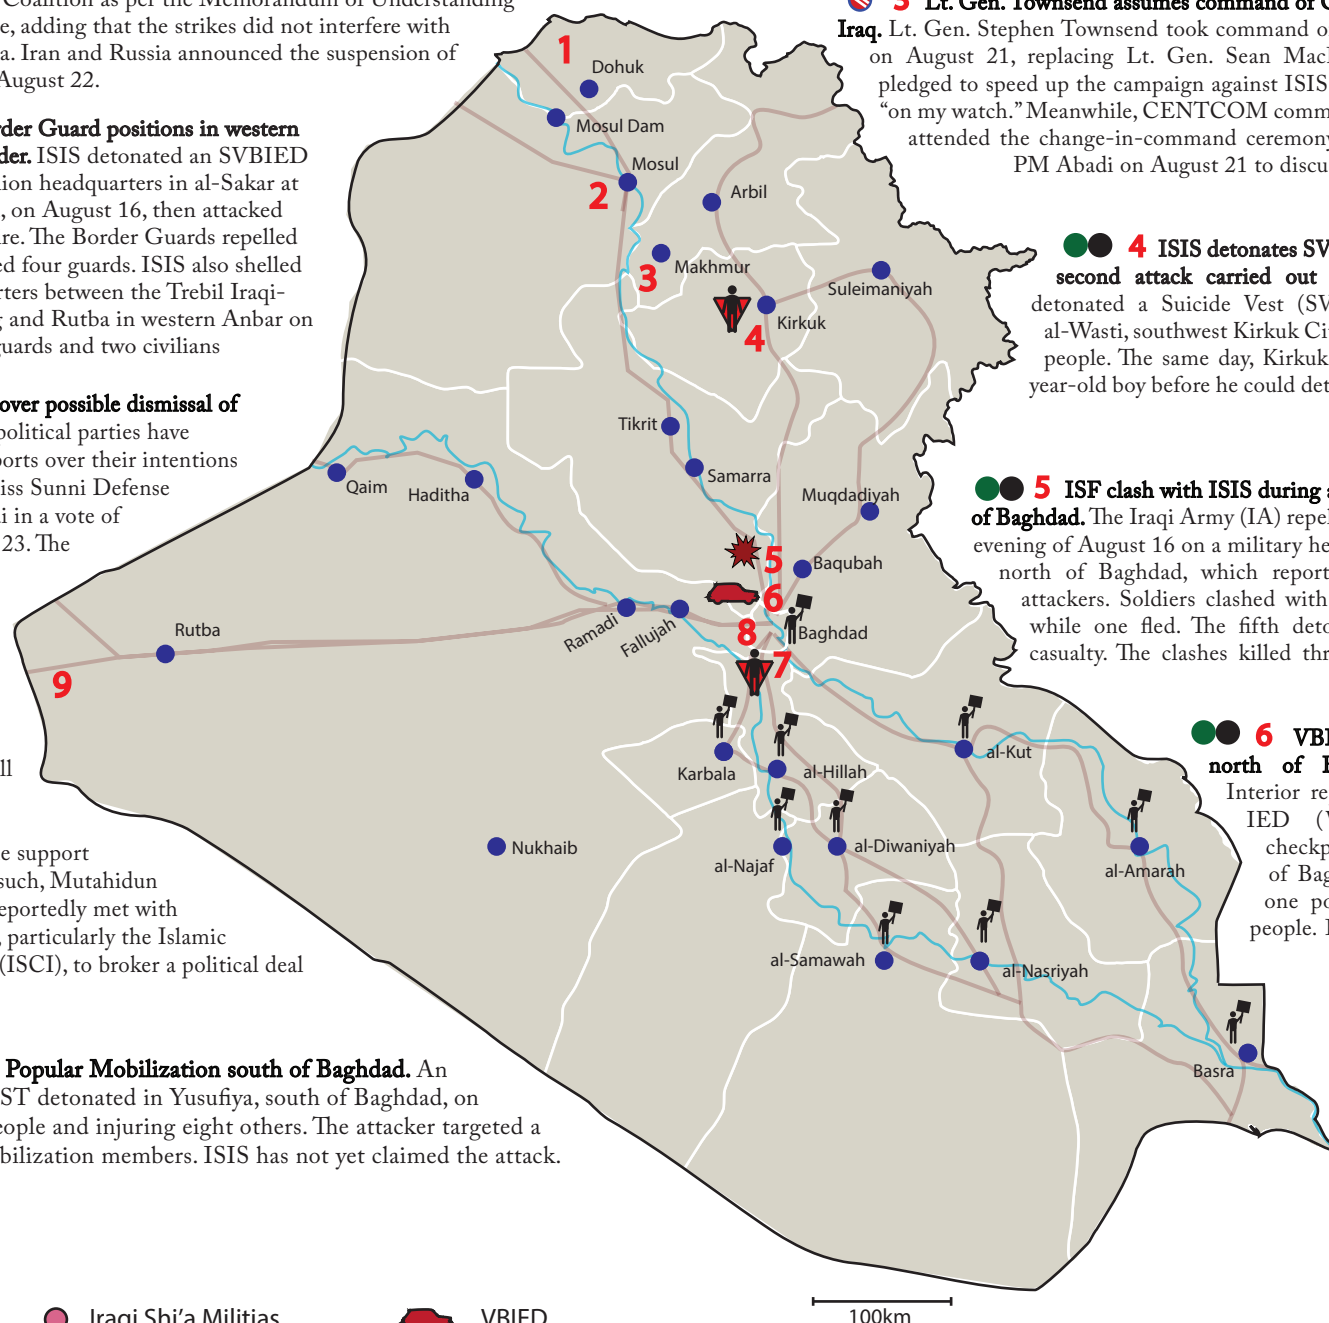 Coalition as per the Memorandum of Understanding
e, adding that the strikes did not interfere with
a. Iran and Russia announced the suspension of
August 22.
rder Guard positions in western
der. ISIS detonated an SVBIED
ion headquarters in al-Sakar at
, on August 16, then attacked
ire. The Border Guards repelled
ed four guards. ISIS also shelled
rters between the Trebil Iraqi-
g and Rutba in western Anbar on
guards and two civilians
over possible dismissal of
political parties have
ports over their intentions
iss Sunni Defense
i in a vote of
23. The
ll
e support
such, Mutahidun
eportedly met with
, particularly the Islamic
(ISCI), to broker a political deal
Popular Mobilization south of Baghdad. An
ST detonated in Yusufiya, south of Baghdad, on
eople and injuring eight others. The attacker targeted a
bilization members. ISIS has not yet claimed the attack.
3 Lt. Gen. Townsend assumes command of
Iraq. Lt. Gen. Stephen Townsend took command o
on August 21, replacing Lt. Gen. Sean Mac
pledged to speed up the campaign against ISIS
“on my watch.” Meanwhile, CENTCOM comm
attended the change-in-command ceremony
PM Abadi on August 21 to discu
4 ISIS detonates SV
second attack carried out
detonated a Suicide Vest (SV
al-Wasti, southwest Kirkuk Ci
people. The same day, Kirkuk
year-old boy before he could det
5 ISF clash with ISIS during a
of Baghdad. The Iraqi Army (IA) repel
evening of August 16 on a military he
north of Baghdad, which report
attackers. Soldiers clashed with
while one fled. The fifth deto
casualty. The clashes killed thr
6 VBI
north of B
Interior re
IED (V
checkp
of Bag
one po
people. I
1
Dohuk
Mosul Dam
Mosul
2
Arbil
3
Makhmur
Suleimaniyah
Kirkuk
4
Tikrit
Samarra
Qaim
Haditha
Muqdadiyah
5
Baqubah
6
Ramadi
Fallujah
8
Baghdad
7
Rutba
9
Karbala
al-Hillah
al-Kut
Nukhaib
al-Najaf
al-Diwaniyah
al-Amarah
al-Samawah
al-Nasriyah
Basra
Iraqi Shi’a Militias
VBIED
100km